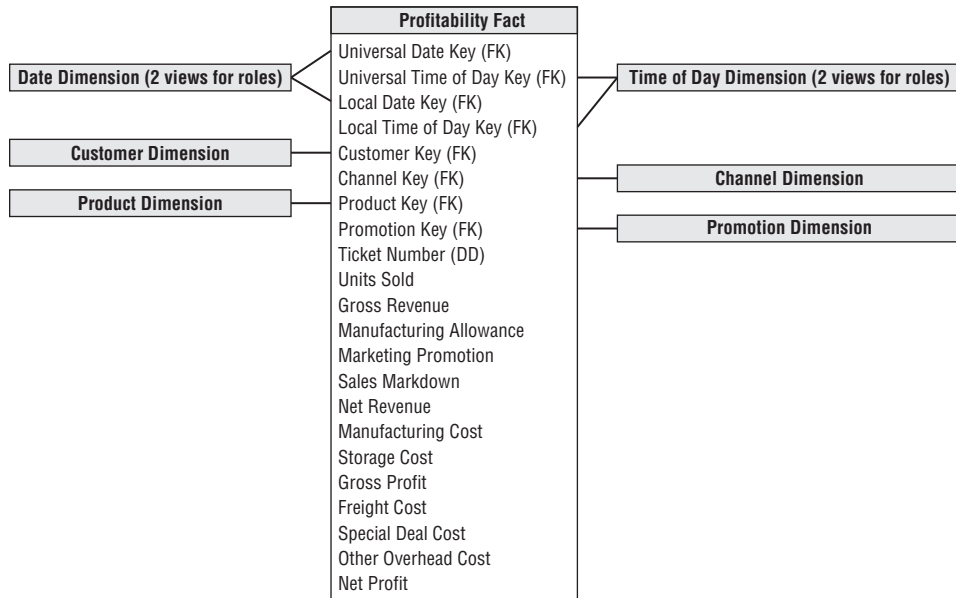 Profitability Fact
Universal Date Key (FK)
Universal Time of Day Key (FK)
Local Date Key (FK)
Local Time of Day Key (FK)
Customer Key (FK)
Channel Key (FK)
Product Key (FK)
Promotion Key (FK)
Ticket Number (DD)
Units Sold
Gross Revenue
Manufacturing Allowance
Marketing Promotion
Sales Markdown
Net Revenue
Manufacturing Cost
Storage Cost
Gross Profit
Freight Cost
Special Deal Cost
Other Overhead Cost
Net Profit
Date Dimension (2 views for roles)
Customer Dimension
Product Dimension
Time of Day Dimension (2 views for roles)
Channel Dimension
Promotion Dimension